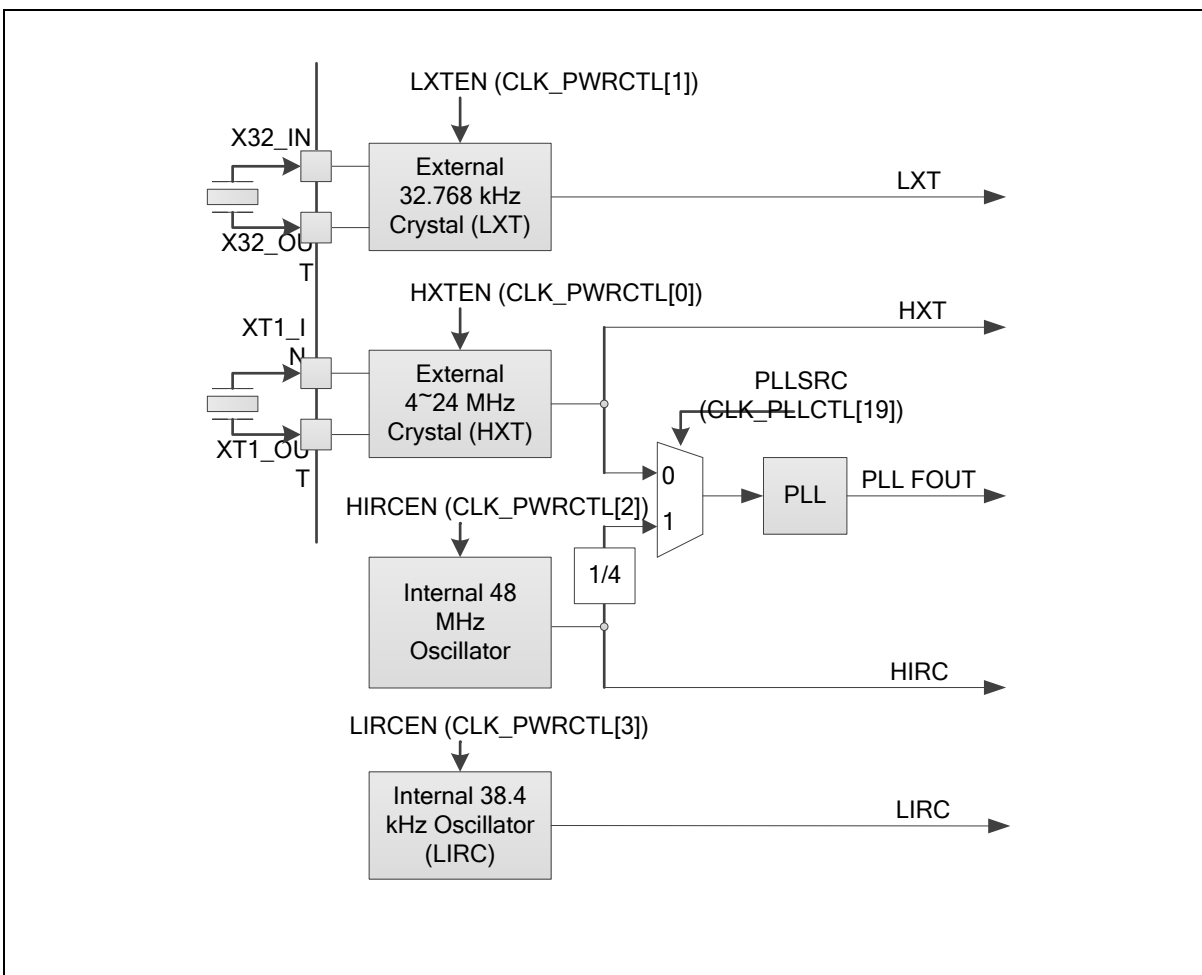 LXTEN (CLK_PWRCTL[1])
X32_IN
External
32.768 kHz
Crystal (LXT)
LXT
X32_OU
T
HXTEN (CLK_PWRCTL[0])
HXT
XT1_I
N
External
4~24 MHz
Crystal (HXT)
PLLSRC
(CLK_PLLCTL[19])
XT1_OU
T
0
PLL
PLL FOUT
HIRCEN (CLK_PWRCTL[2])
1
1/4
Internal 48
MHz
Oscillator
HIRC
LIRCEN (CLK_PWRCTL[3])
Internal 38.4
kHz Oscillator
(LIRC)
LIRC